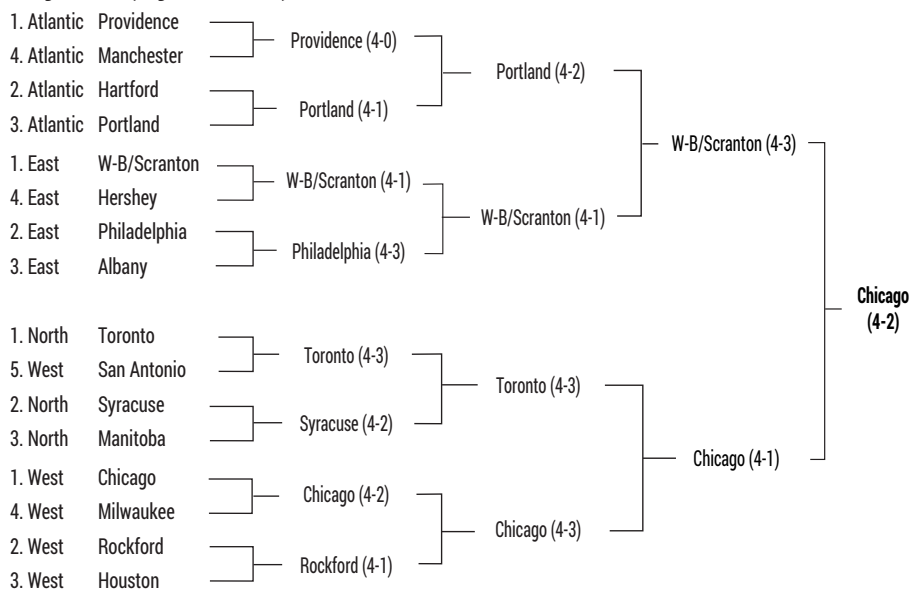 1. Atlantic Providence
4. Atlantic Manchester
Providence (4-0)
2. Atlantic Hartford
3. Atlantic Portland
Portland (4-1)
Portland (4-2)
1. East W-B/Scranton
4. East Hershey
W-B/Scranton (4-1)
2. East Philadelphia
3. East Albany
Philadelphia (4-3)
W-B/Scranton (4-1)
W-B/Scranton (4-3)
1. North Toronto
5. West San Antonio
Toronto (4-3)
2. North Syracuse
3. North Manitoba
Syracuse (4-2)
Toronto (4-3)
1. West Chicago
4. West Milwaukee
Chicago (4-2)
2. West Rockford
3. West Houston
Rockford (4-1)
Chicago (4-3)
Chicago (4-1)
Chicago
(4-2)